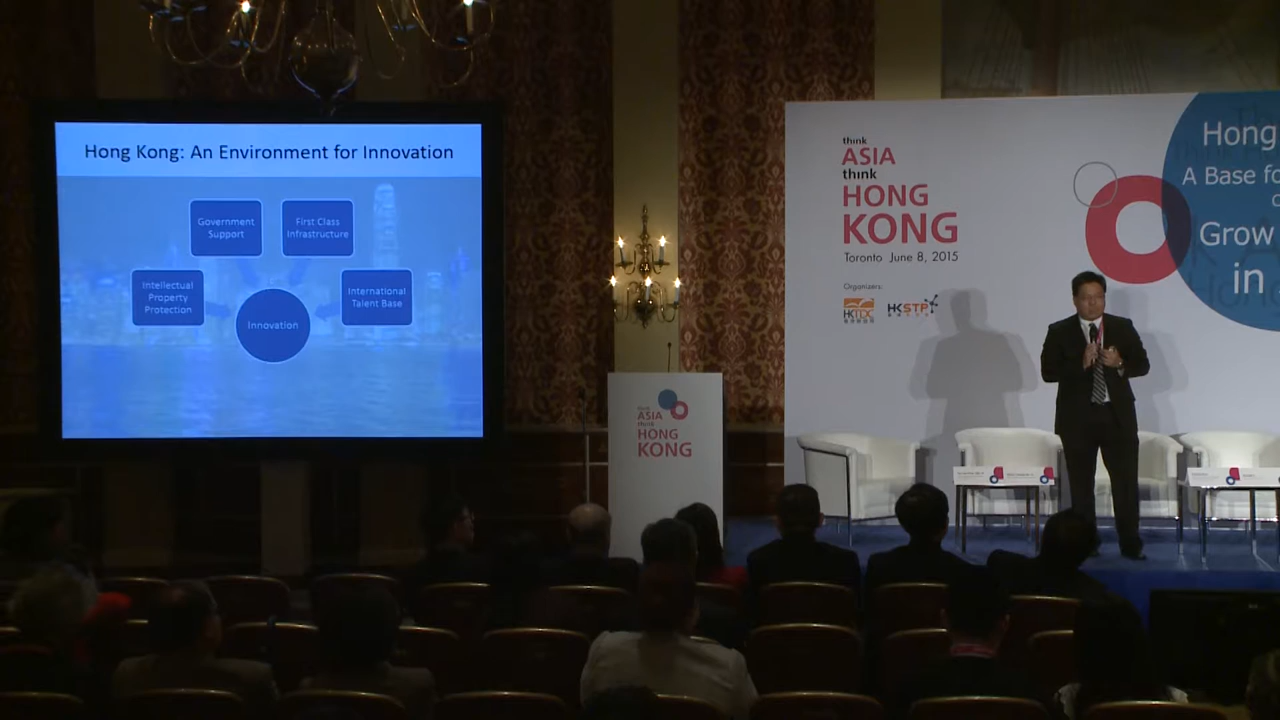 Hong Kong: An Environment for Innovation
Government
Support
First Class
Infrastructure
Intellectual
Property
Protection
International
Talent Base
Innovation
think
ASIA
think
HONG
KONG
Toronto June 8, 2015
Organizers:
HKTDC
HKSTP
Hong
A Base fo
Grow
in
think
ASIA
think
HONG
KONG